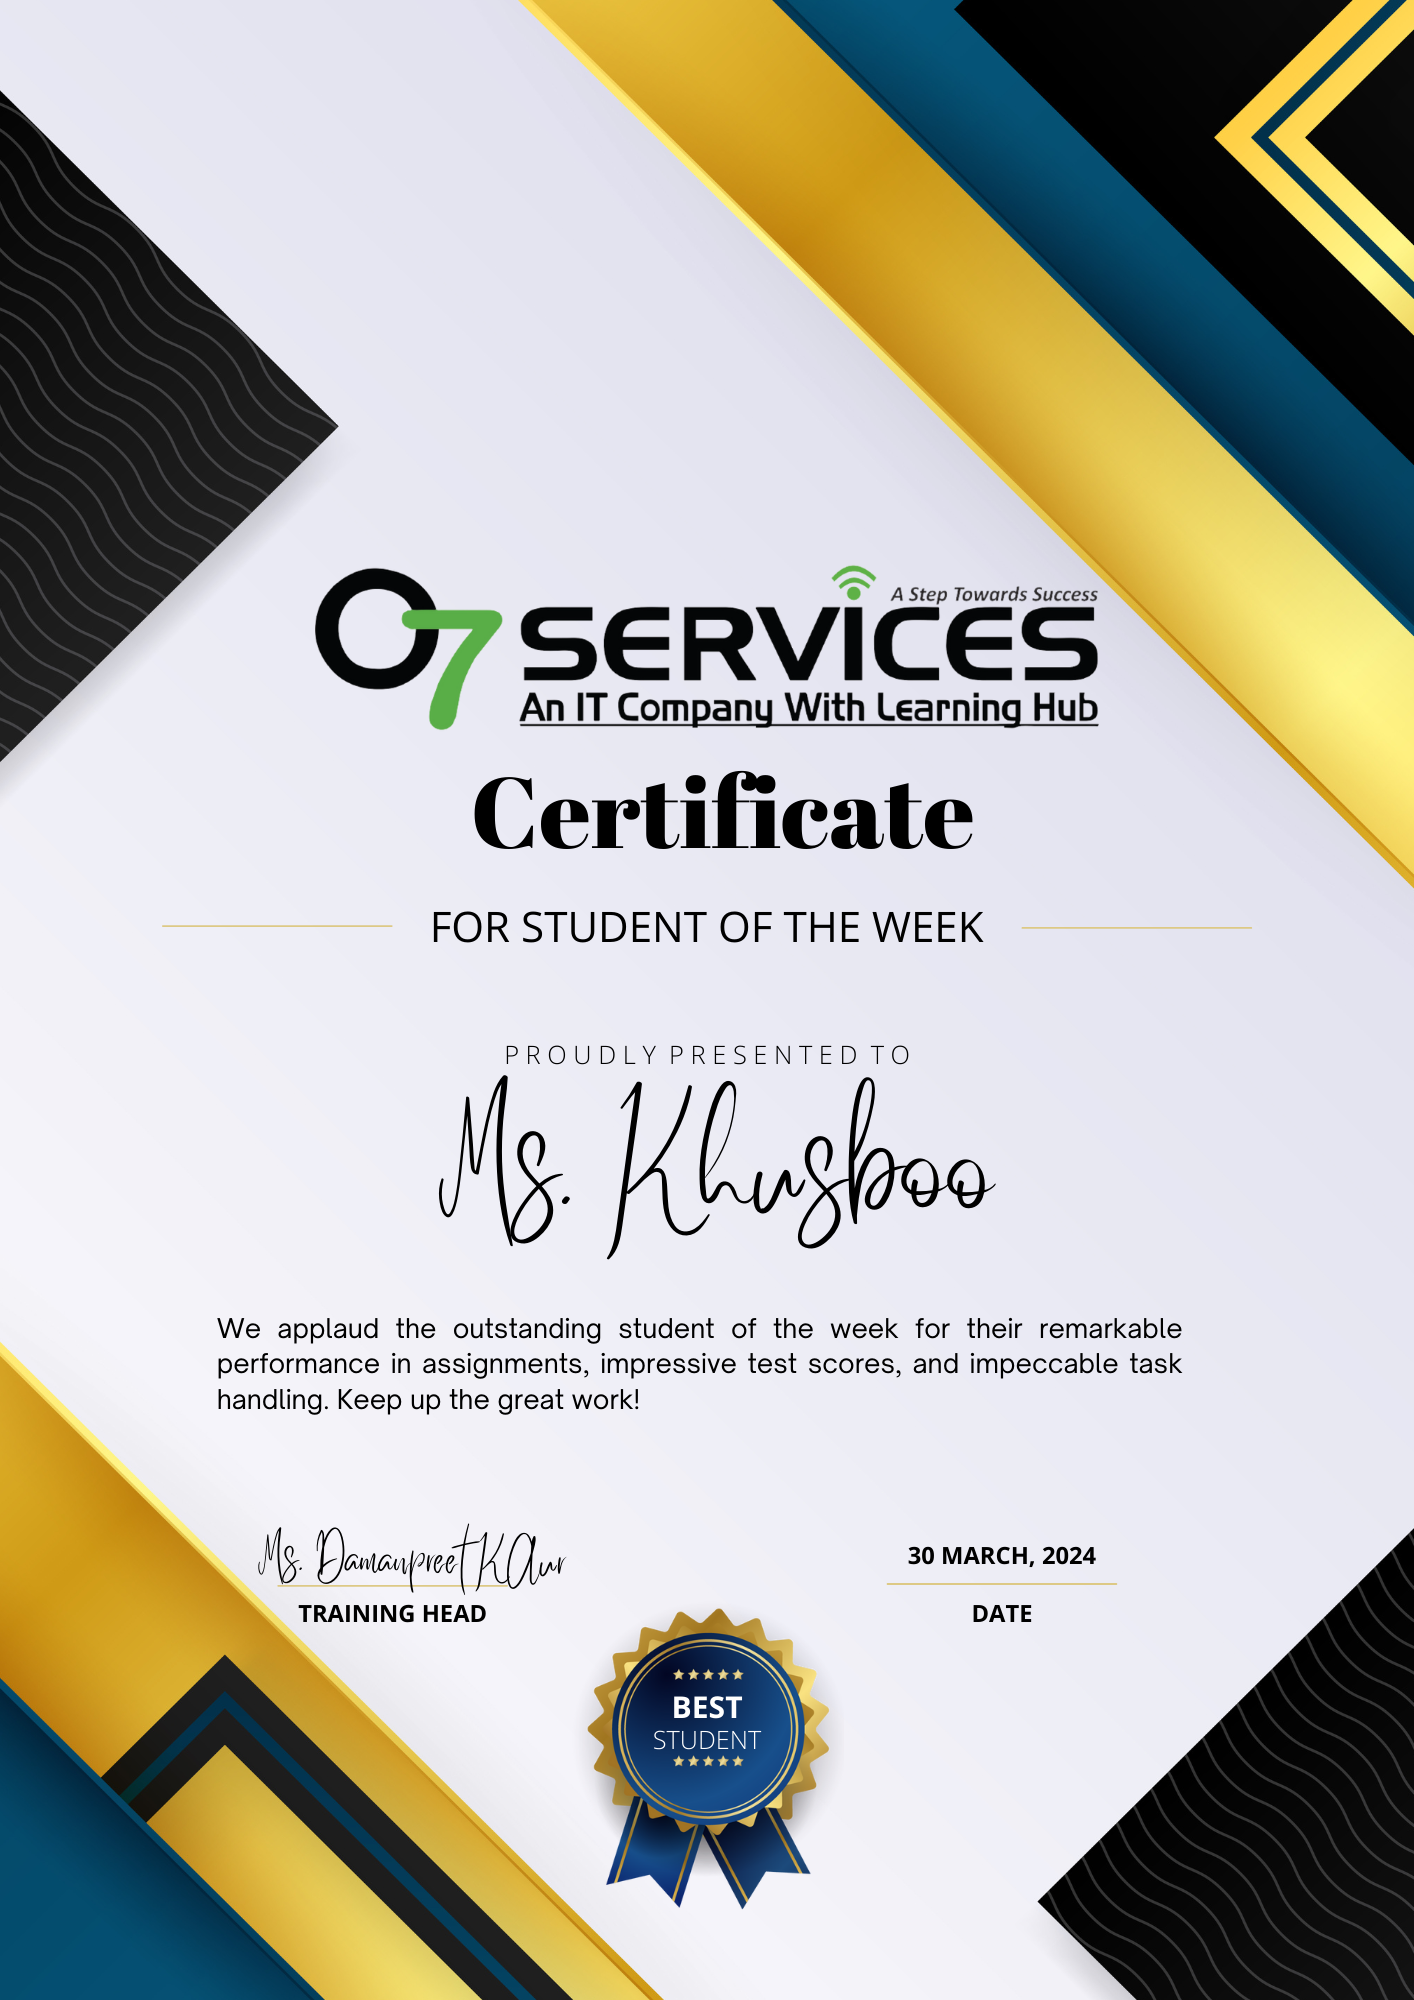 O7 SERVICES
A Step Towards Success
An IT Company With Learning Hub
Certificate
FOR STUDENT OF THE WEEK
PROUDLY PRESENTED TO
Ms. Khusboo
We applaud the outstanding student of the week for their remarkable
performance in assignments, impressive test scores, and impeccable task
handling. Keep up the great work!
Ms. Damanpreet KAur
TRAINING HEAD
30 MARCH, 2024
DATE
BEST
STUDENT